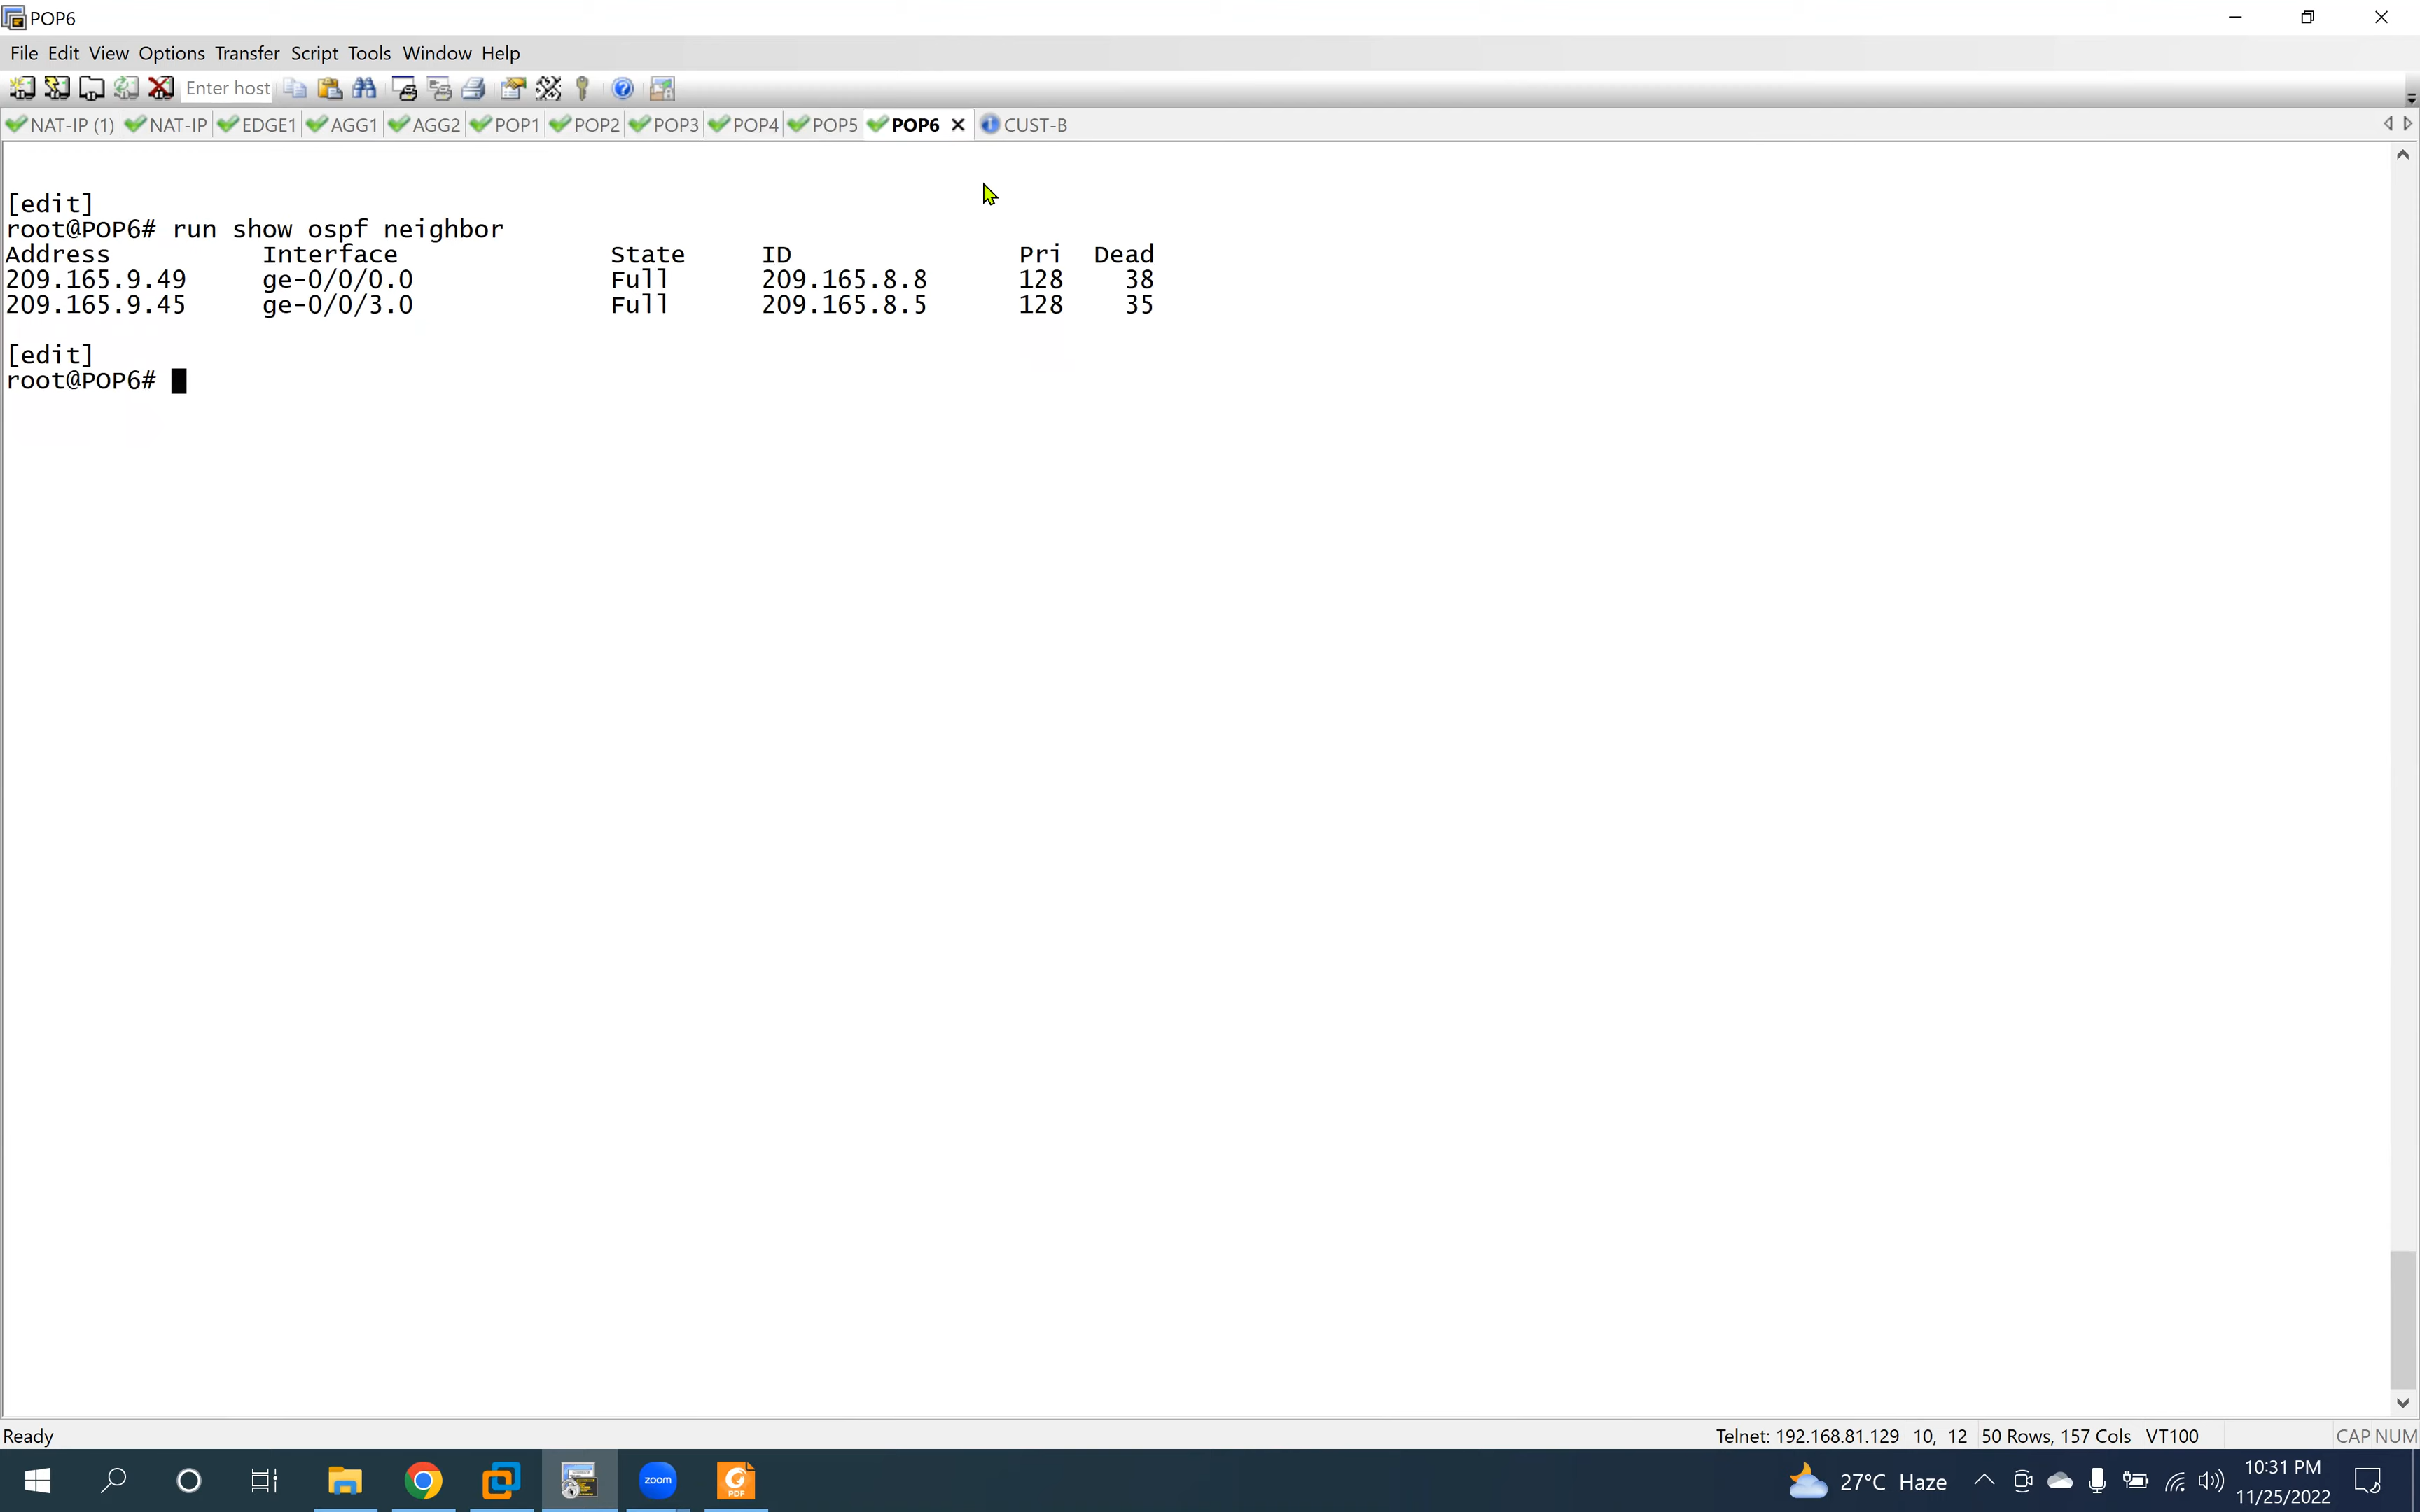 POP6
File Edit View Options Transfer Script Tools Window Help
Enter host
NAT-IP (1) NAT-IP EDGE1 AGG1 AGG2 POP1 POP2 POP3 POP4 POP5 POP6 CUST-B
[edit]
root@POP6# run show ospf neighbor
Address Interface State ID Pri Dead
209.165.9.49 ge-0/0/0.0 Full 209.165.8.8 128 38
209.165.9.45 ge-0/0/3.0 Full 209.165.8.5 128 35
[edit]
root@POP6#
Ready Telnet: 192.168.81.129 10, 12 50 Rows, 157 Cols VT100 CAP NUM
zoom PDF 27°C Haze 10:31 PM
11/25/2022